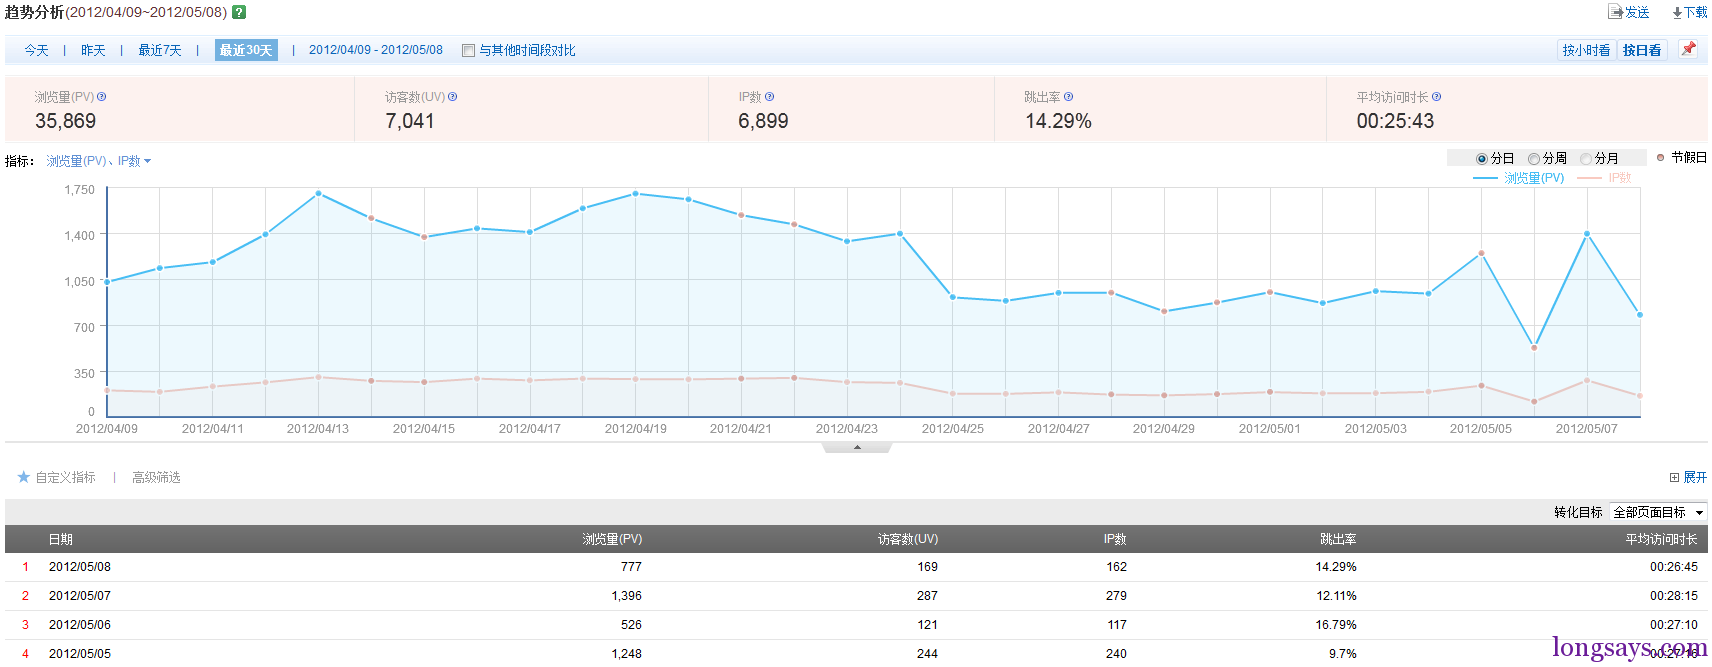 趋势分析(2012/04/09~2012/05/08) ? 发送 下载
今天 | 昨天 | 最近7天 | 最近30天 | 2012/04/09 - 2012/05/08 与其他时间段对比 按小时看 按日看
浏览量(PV) 访客数(UV) IP数 跳出率 平均访问时长
35,869 7,041 6,899 14.29% 00:25:43
指标： 浏览量(PV)、IP数 分日 分周 分月 节假日
浏览量(PV) IP数
1,750
1,400
1,050
700
350
0
2012/04/09 2012/04/11 2012/04/13 2012/04/15 2012/04/17 2012/04/19 2012/04/21 2012/04/23 2012/04/25 2012/04/27 2012/04/29 2012/05/01 2012/05/03 2012/05/05 2012/05/07
自定义指标 | 高级筛选 展开
转化目标 全部页面目标
日期 浏览量(PV) 访客数(UV) IP数 跳出率 平均访问时长
1 2012/05/08 777 169 162 14.29% 00:26:45
2 2012/05/07 1,396 287 279 12.11% 00:28:15
3 2012/05/06 526 121 117 16.79% 00:27:10
4 2012/05/05 1,248 244 240 9.7%
longsays.com